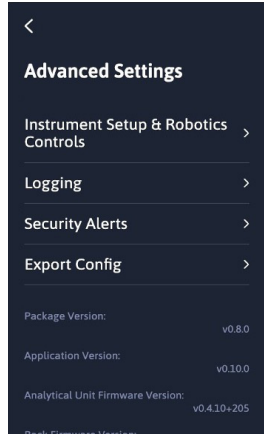 Advanced Settings
Instrument Setup & Robotics
Controls
Logging
Security Alerts
Export Config
Package Version:
v0.8.0
Application Version:
v0.10.0
Analytical Unit Firmware Version:
v0.4.10+205